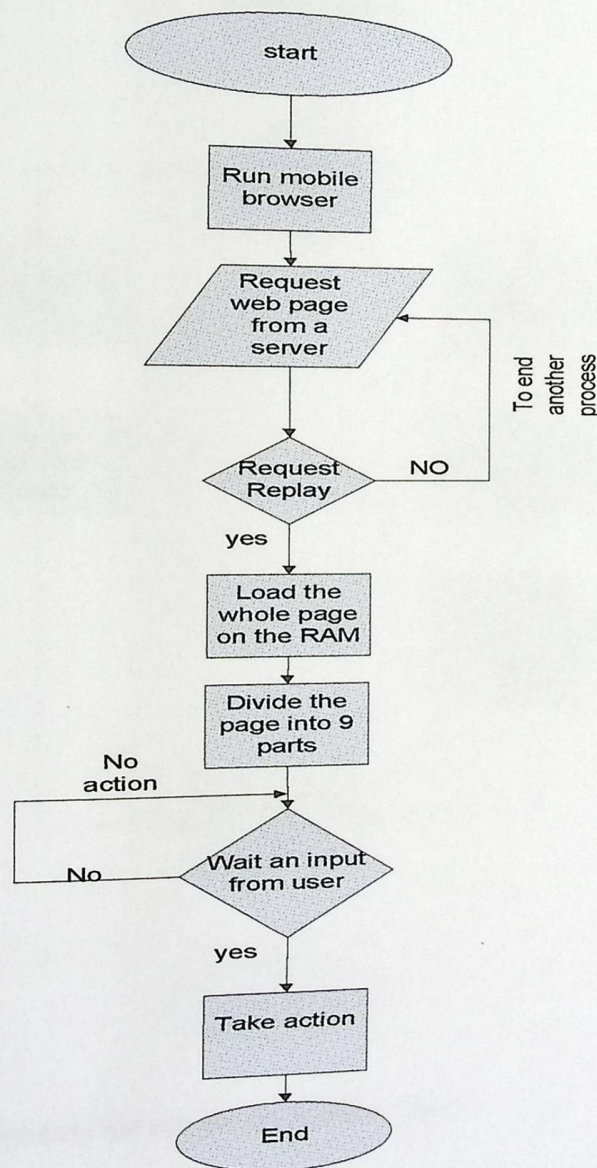 start
Run mobile
browser
Request
web page
from a
server
To end
another
process
Request
Replay
NO
yes
Load the
whole page
on the RAM
Divide the
page into 9
parts
No
action
Wait an input
from user
No
yes
Take action
End